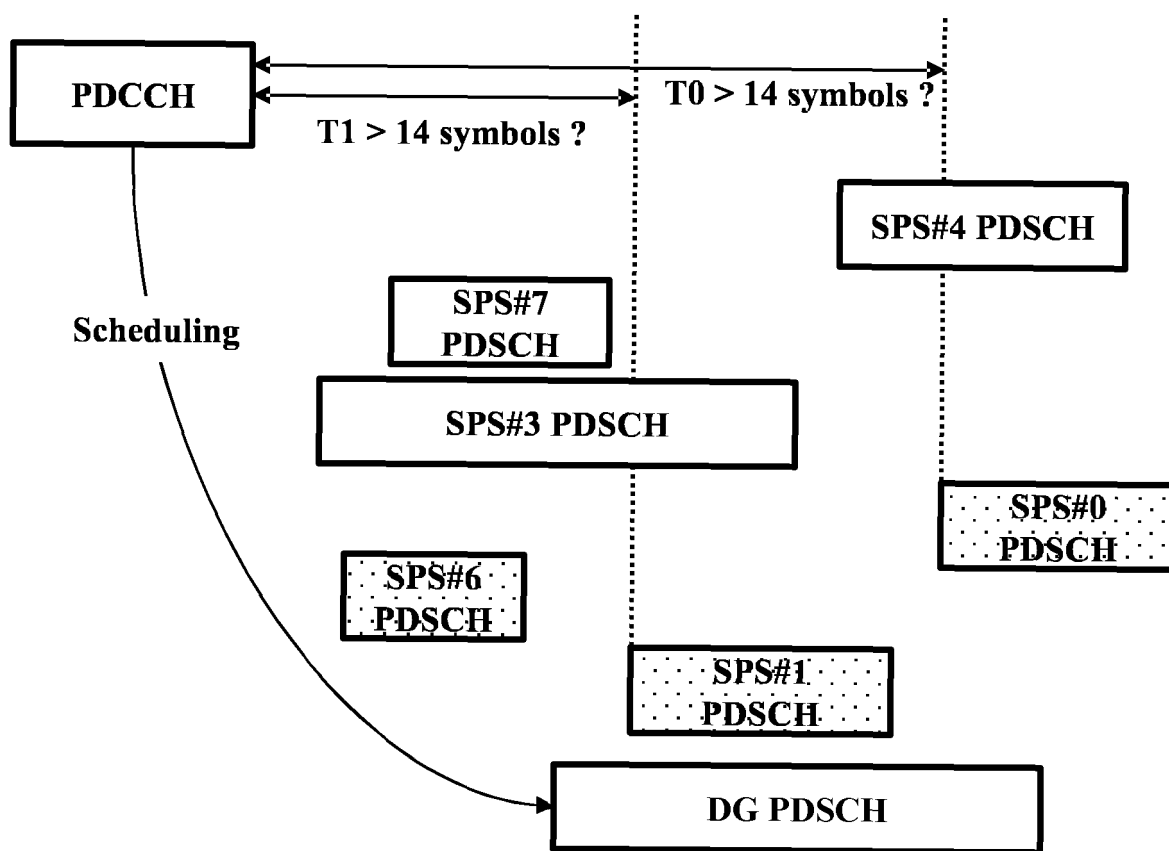 PDCCH
T0 > 14 symbols ?
T1 > 14 symbols ?
SPS#4 PDSCH
SPS#7
PDSCH
Scheduling
SPS#3 PDSCH
SPS#0
PDSCH
SPS#6
PDSCH
SPS#1
PDSCH
DG PDSCH